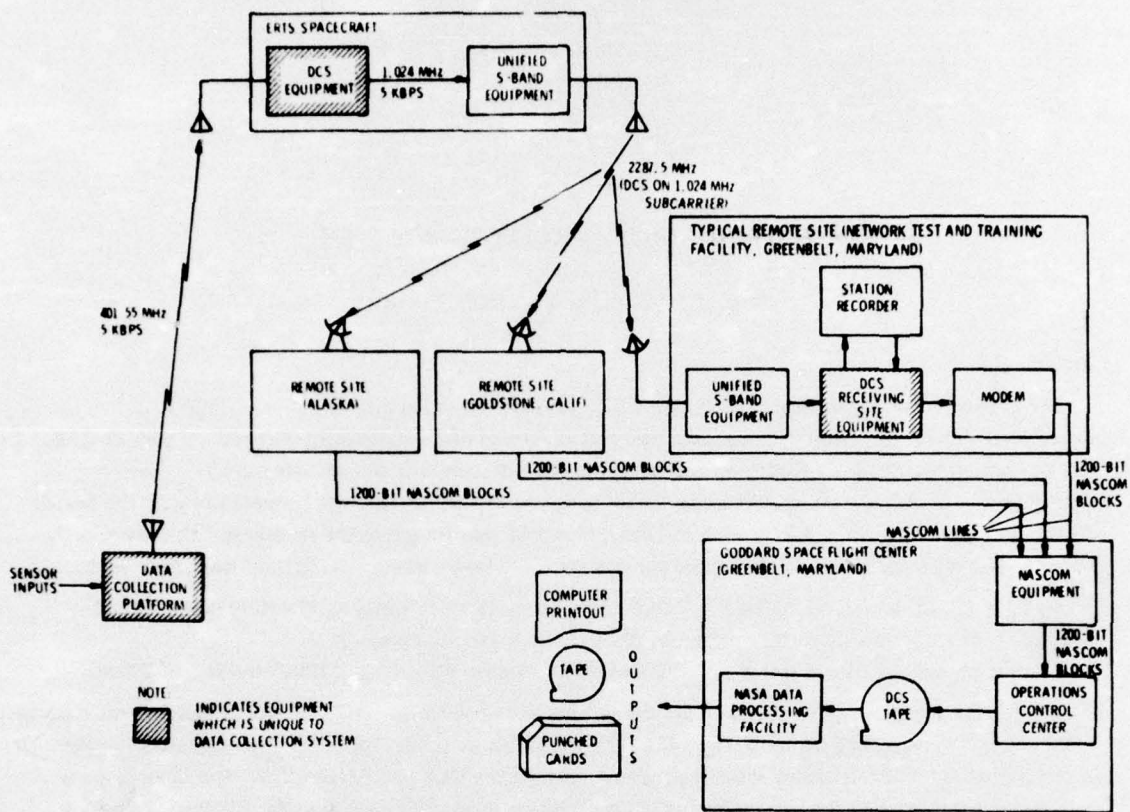 ERTS SPACECRAFT
DCS
EQUIPMENT
1.024 MHz
5 KBPS
UNIFIED
S-BAND
EQUIPMENT
2287.5 MHz
(DCS ON 1.024 MHz
SUBCARRIER)
401.55 MHz
5 KBPS
TYPICAL REMOTE SITE (NETWORK TEST AND TRAINING
FACILITY, GREENBELT, MARYLAND)
STATION
RECORDER
REMOTE SITE
(ALASKA)
REMOTE SITE
(GOLDSTONE, CALIF)
UNIFIED
S-BAND
EQUIPMENT
DCS
RECEIVING
SITE
EQUIPMENT
MODEM
1200-BIT NASCOM BLOCKS
1200-BIT NASCOM BLOCKS
1200-BIT
NASCOM
BLOCKS
NASCOM LINES
SENSOR
INPUTS
DATA
COLLECTION
PLATFORM
GODDARD SPACE FLIGHT CENTER
(GREENBELT, MARYLAND)
NASCOM
EQUIPMENT
1200-BIT
NASCOM
BLOCKS
COMPUTER
PRINTOUT
TAPE
PUNCHED
CARDS
OUTPUTS
NASA DATA
PROCESSING
FACILITY
DCS
TAPE
OPERATIONS
CONTROL
CENTER
NOTE:
INDICATES EQUIPMENT
WHICH IS UNIQUE TO
DATA COLLECTION SYSTEM